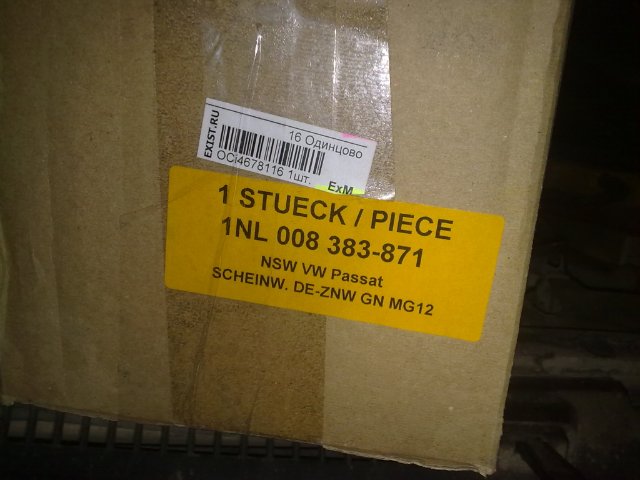 EXIST.RU
16 Одинцово
OCi4678116 1шт.
ExM
1 STUECK / PIECE
1NL 008 383-871
NSW VW Passat
SCHEINW. DE-ZNW GN MG12